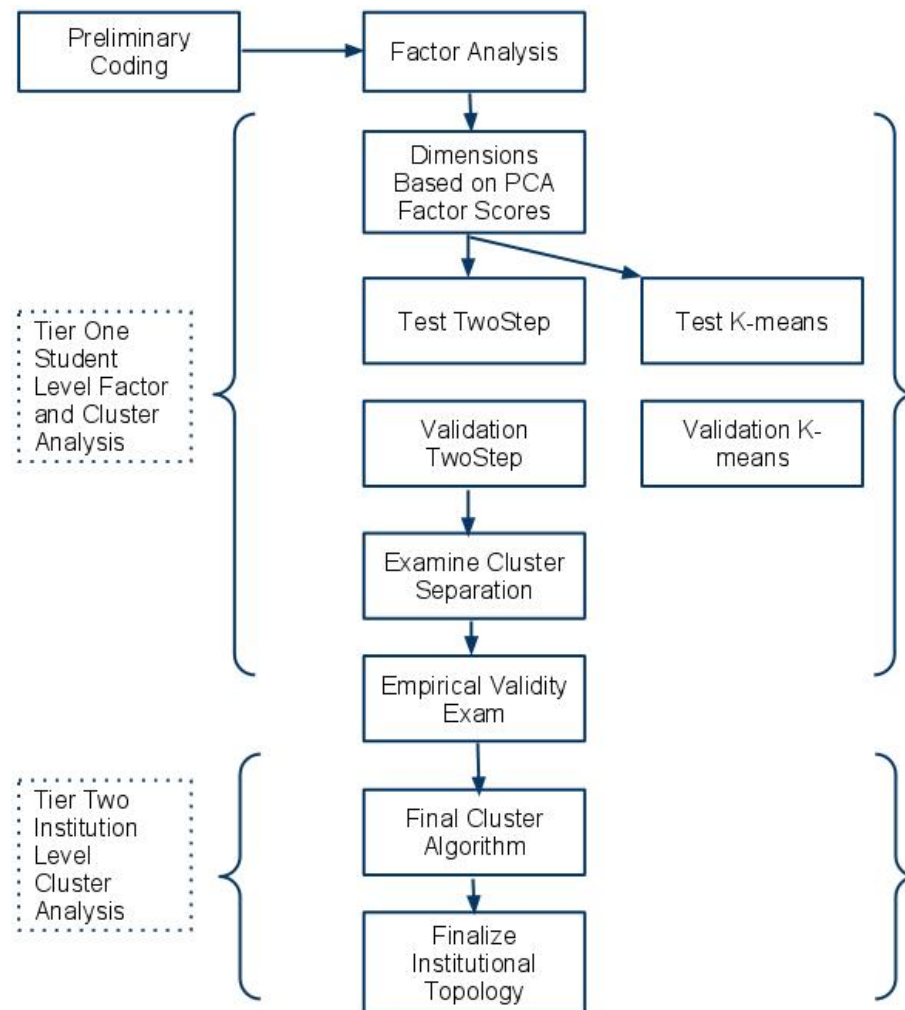 Preliminary
Coding
Factor Analysis
Dimensions
Based on PCA
Factor Scores
Test TwoStep
Test K-means
Tier One
Student
Level Factor
and Cluster
Analysis
Validation
TwoStep
Validation K-
means
Examine Cluster
Separation
Empirical Validity
Exam
Tier Two
Institution
Level
Cluster
Analysis
Final Cluster
Algorithm
Finalize
Institutional
Topology